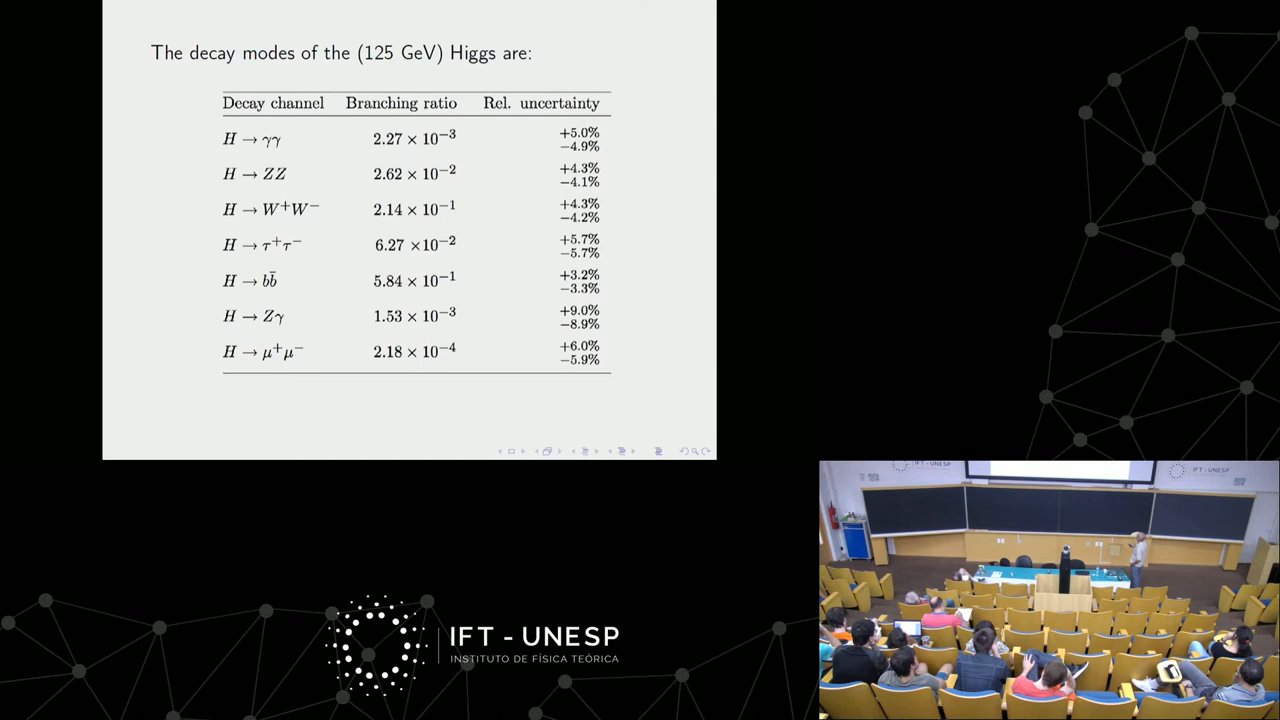 The decay modes of the (125 GeV) Higgs are:
Decay channel Branching ratio Rel. uncertainty
H → γγ 2.27 × 10⁻³ +5.0% −4.9%
H → ZZ 2.62 × 10⁻² +4.3% −4.1%
H → W⁺W⁻ 2.14 × 10⁻¹ +4.3% −4.2%
H → τ⁺τ⁻ 6.27 ×10⁻² +5.7% −5.7%
H → bb̄ 5.84 × 10⁻¹ +3.2% −3.3%
H → Zγ 1.53 × 10⁻³ +9.0% −8.9%
H → μ⁺μ⁻ 2.18 × 10⁻⁴ +6.0% −5.9%
IFT - UNESP
IFT - UNESP
IFT - UNESP
INSTITUTO DE FÍSICA TEÓRICA